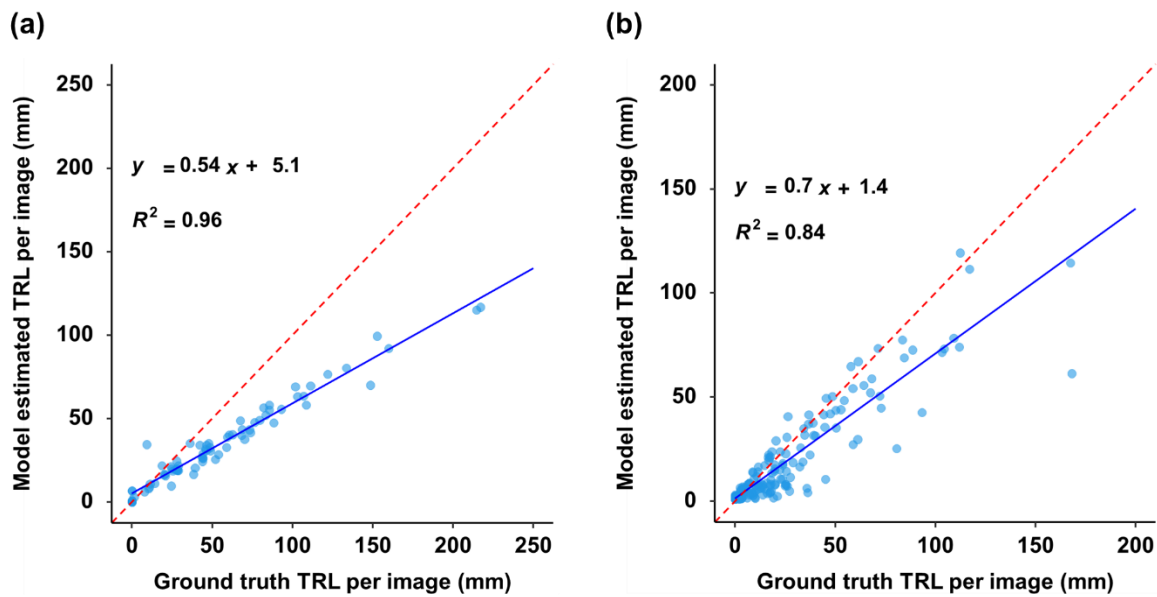 (a)
250
200
150
100
50
0
y = 0.54 x + 5.1
R² = 0.96
Model estimated TRL per image (mm)
0 50 100 150 200 250
Ground truth TRL per image (mm)
(b)
200
150
100
50
0
y = 0.7 x + 1.4
R² = 0.84
Model estimated TRL per image (mm)
0 50 100 150 200
Ground truth TRL per image (mm)